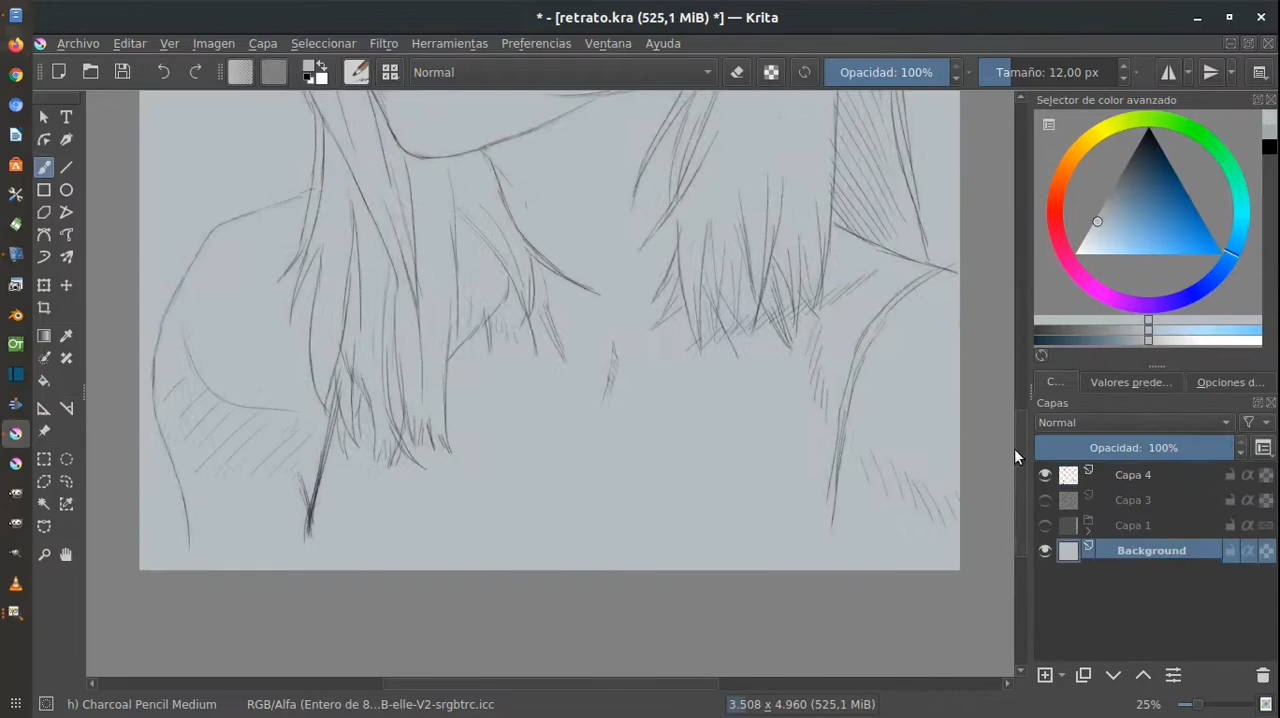 * - [retrato.kra (525,1 MiB) *] — Krita
Archivo Editar Ver Imagen Capa Seleccionar Filtro Herramientas Preferencias Ventana Ayuda
Normal Opacidad: 100% Tamaño: 12,00 px
Selector de color avanzado
C... Valores prede... Opciones d...
Capas
Normal
Opacidad: 100%
Capa 4
Capa 3
Capa 1
Background
h) Charcoal Pencil Medium RGB/Alfa (Entero de 8...B-elle-V2-srgbtrc.icc 3.508 x 4.960 (525,1 MiB) 25%